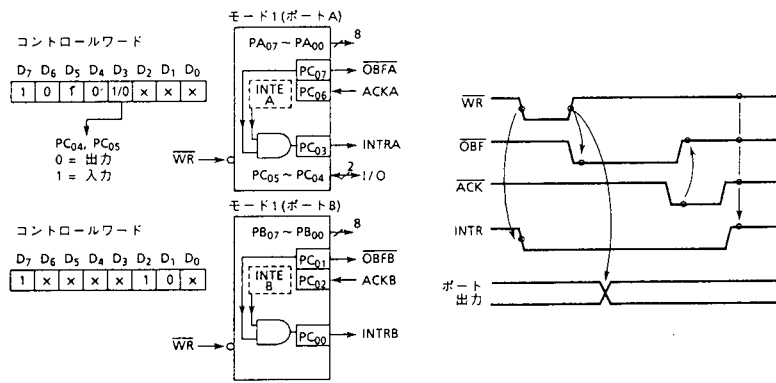 モード1(ポートA)
コントロールワード
D7 D6 D5 D4 D3 D2 D1 D0
1 0 1 0 1/0 × × ×
PC04, PC05
0 = 出力
1 = 入力
PA07～PA00
8
PC07
OBFA
INTE
A
PC06
ACKA
PC03
INTRA
WR
PC05～PC04
2
I/O
モード1(ポートB)
コントロールワード
D7 D6 D5 D4 D3 D2 D1 D0
1 × × × × 1 0 ×
PB07～PB00
8
PC01
OBFB
INTE
B
PC02
ACKB
PC00
INTRB
WR
WR
OBF
ACK
INTR
ポート
出力